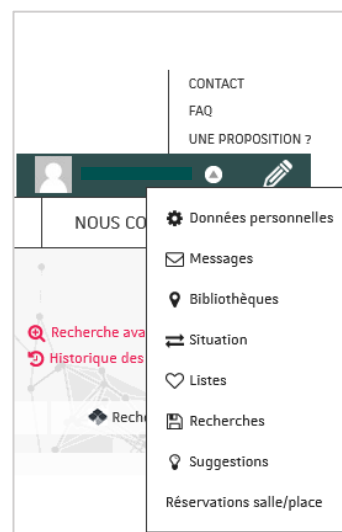 CONTACT
FAQ
UNE PROPOSITION ?
NOUS CO
Données personnelles
Messages
Bibliothèques
Situation
Listes
Recherches
Suggestions
Réservations salle/place
Recherche ava
Historique des
Reche